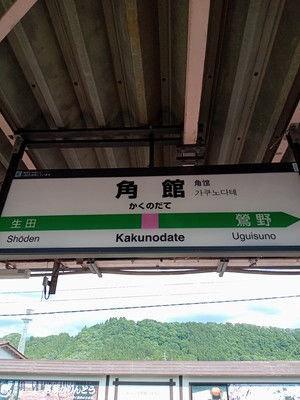 角館
角馆
가쿠노다테
かくのだて
生田
鶯野
Shōden
Kakunodate
Uguisuno